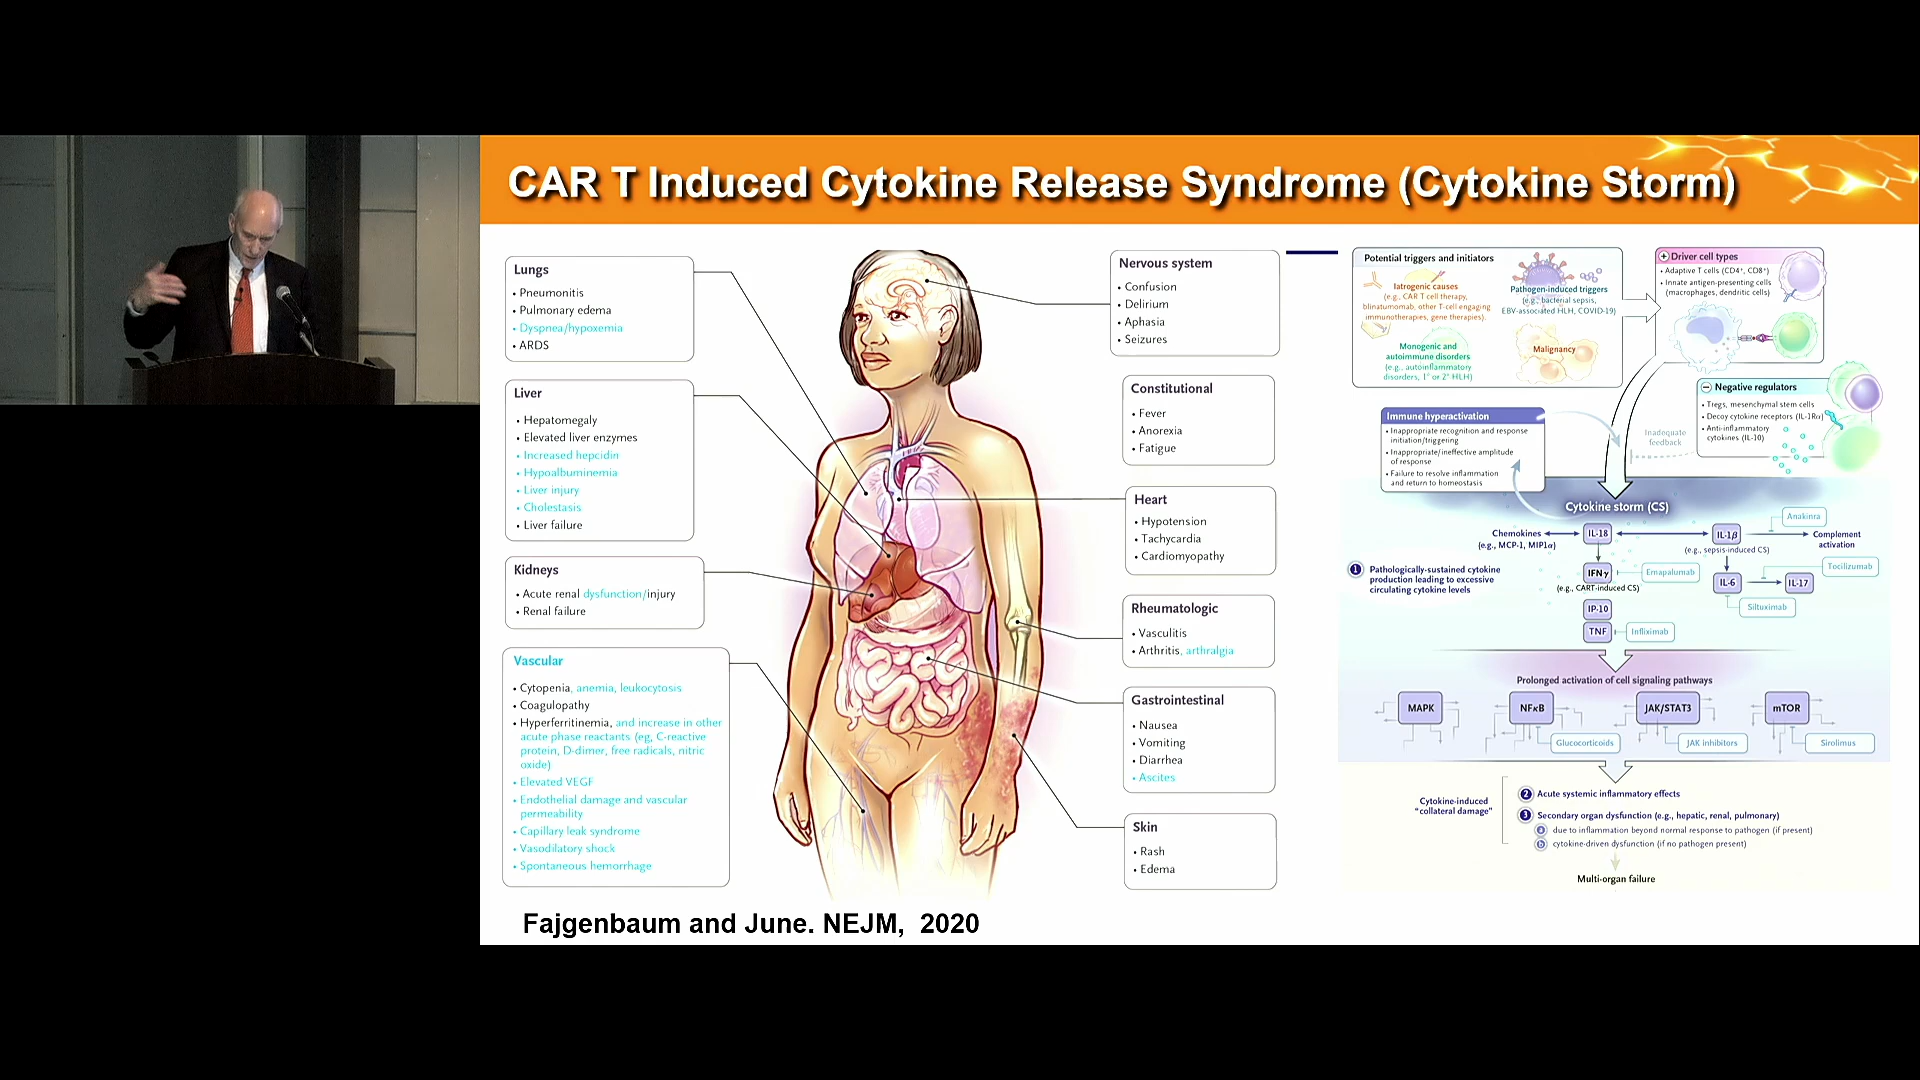 CAR T Induced Cytokine Release Syndrome (Cytokine Storm)
Lungs
• Pneumonitis
• Pulmonary edema
• Dyspnea/hypoxemia
• ARDS
Liver
• Hepatomegaly
• Elevated liver enzymes
• Increased hepcidin
• Hypoalbuminemia
• Liver injury
• Cholestasis
• Liver failure
Kidneys
• Acute renal dysfunction/injury
• Renal failure
Vascular
• Cytopenia, anemia, leukocytosis
• Coagulopathy
• Hyperferritinemia, and increase in other
acute phase reactants (eg, C-reactive
protein, D-dimer, free radicals, nitric
oxide)
• Elevated VEGF
• Endothelial damage and vascular
permeability
• Capillary leak syndrome
• Vasodilatory shock
• Spontaneous hemorrhage
Nervous system
• Confusion
• Delirium
• Aphasia
• Seizures
Constitutional
• Fever
• Anorexia
• Fatigue
Heart
• Hypotension
• Tachycardia
• Cardiomyopathy
Rheumatologic
• Vasculitis
• Arthritis, arthralgia
Gastrointestinal
• Nausea
• Vomiting
• Diarrhea
• Ascites
Skin
• Rash
• Edema
Potential triggers and initiators
Iatrogenic causes
(e.g., CAR T cell therapy,
blinatumomab, other T-cell engaging
immunotherapies, gene therapies).
Pathogen-induced triggers
(e.g., bacterial sepsis,
EBV-associated HLH, COVID-19)
Monogenic and
autoimmune disorders
(e.g., autoinflammatory
disorders, 1° or 2° HLH)
Malignancy
+ Driver cell types
• Adaptive T cells (CD4⁺, CD8⁺)
• Innate antigen-presenting cells
(macrophages, dendritic cells)
− Negative regulators
• Tregs, mesenchymal stem cells
• Decoy cytokine receptors (IL-1Rα)
• Anti-inflammatory
cytokines (IL-10)
Immune hyperactivation
• Inappropriate recognition and response
initiation/triggering
• Inappropriate/ineffective amplitude
of response
• Failure to resolve inflammation
and return to homeostasis
Inadequate
feedback
Cytokine storm (CS)
Anakinra
Chemokines
(e.g., MCP-1, MIP1α)
IL-18
IL-1β
(e.g., sepsis-induced CS)
Complement
activation
1 Pathologically-sustained cytokine
production leading to excessive
circulating cytokine levels
IFNγ
(e.g., CART-induced CS)
Emapalumab
Tocilizumab
IL-6
IL-17
Siltuximab
IP-10
TNF
Infliximab
Prolonged activation of cell signaling pathways
MAPK
NFκB
JAK/STAT3
mTOR
Glucocorticoids
JAK inhibitors
Sirolimus
Cytokine-induced
"collateral damage"
2 Acute systemic inflammatory effects
3 Secondary organ dysfunction (e.g., hepatic, renal, pulmonary)
a due to inflammation beyond normal response to pathogen (if present)
b cytokine-driven dysfunction (if no pathogen present)
Multi-organ failure
Fajgenbaum and June. NEJM, 2020